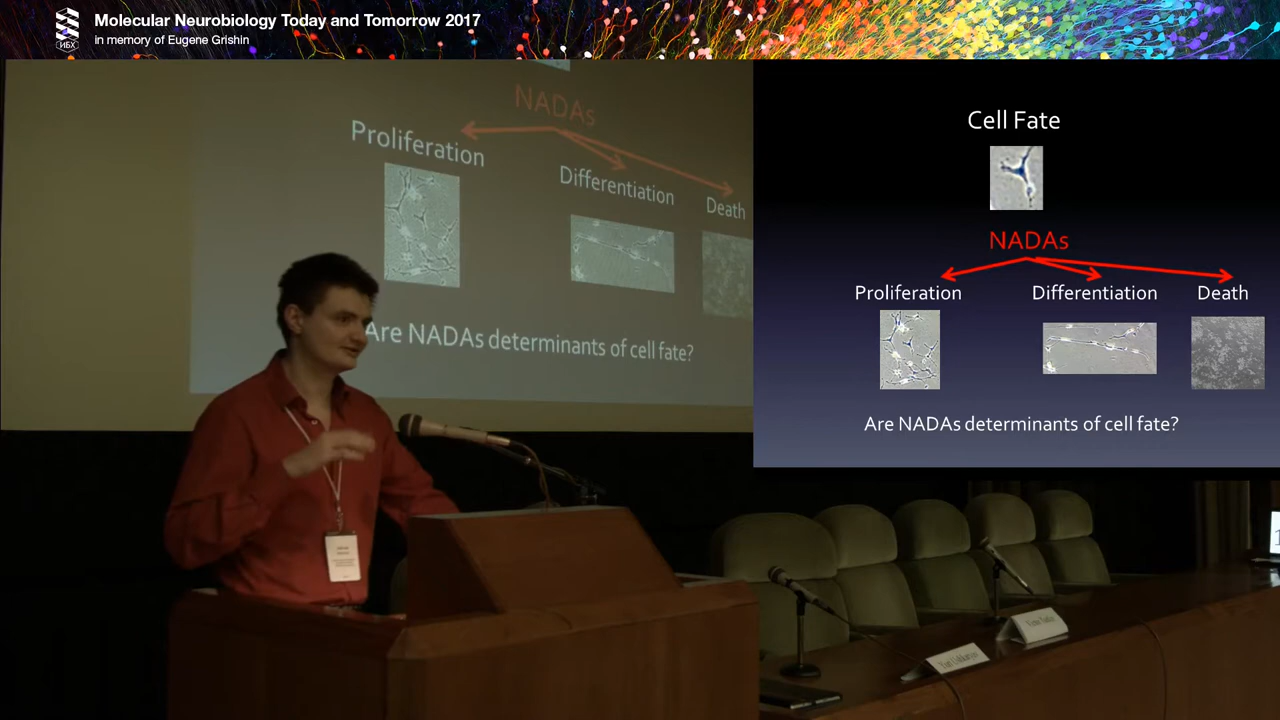 Molecular Neurobiology Today and Tomorrow 2017
in memory of Eugene Grishin
ИБХ
NADAs
Proliferation
Differentiation
Death
Are NADAs determinants of cell fate?
Cell Fate
NADAs
Proliferation
Differentiation
Death
Are NADAs determinants of cell fate?